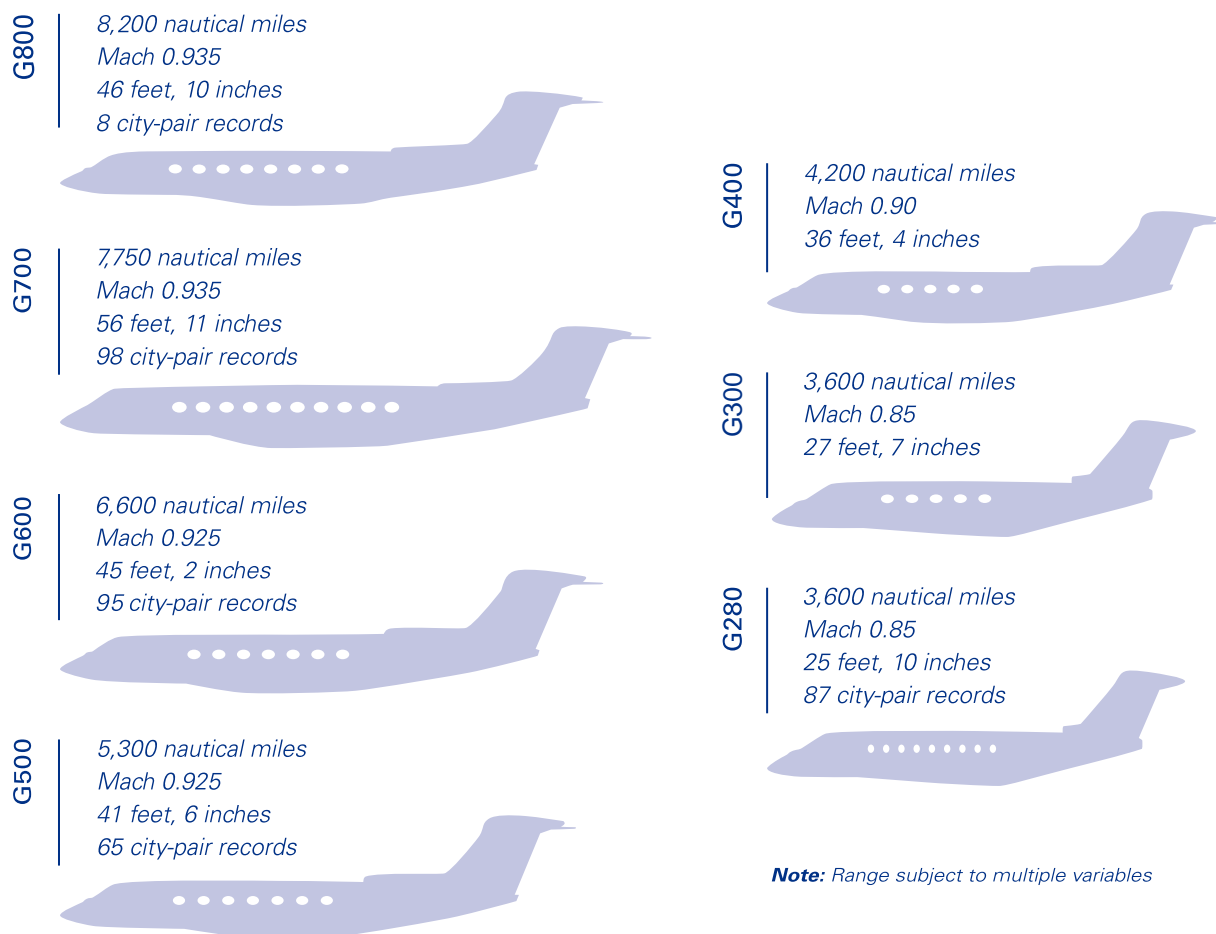 G800
8,200 nautical miles
Mach 0.935
46 feet, 10 inches
8 city-pair records
G700
7,750 nautical miles
Mach 0.935
56 feet, 11 inches
98 city-pair records
G600
6,600 nautical miles
Mach 0.925
45 feet, 2 inches
95 city-pair records
G500
5,300 nautical miles
Mach 0.925
41 feet, 6 inches
65 city-pair records
G400
4,200 nautical miles
Mach 0.90
36 feet, 4 inches
G300
3,600 nautical miles
Mach 0.85
27 feet, 7 inches
G280
3,600 nautical miles
Mach 0.85
25 feet, 10 inches
87 city-pair records
Note: Range subject to multiple variables